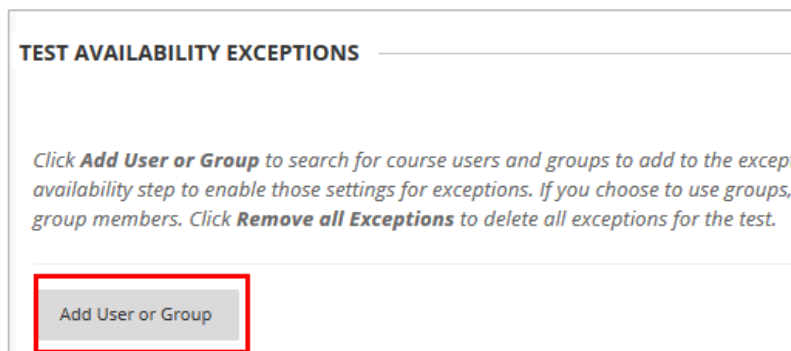 TEST AVAILABILITY EXCEPTIONS
Click Add User or Group to search for course users and groups to add to the
availability step to enable those settings for exceptions. If you choose to use groups,
group members. Click Remove all Exceptions to delete all exceptions for the test.
Add User or Group